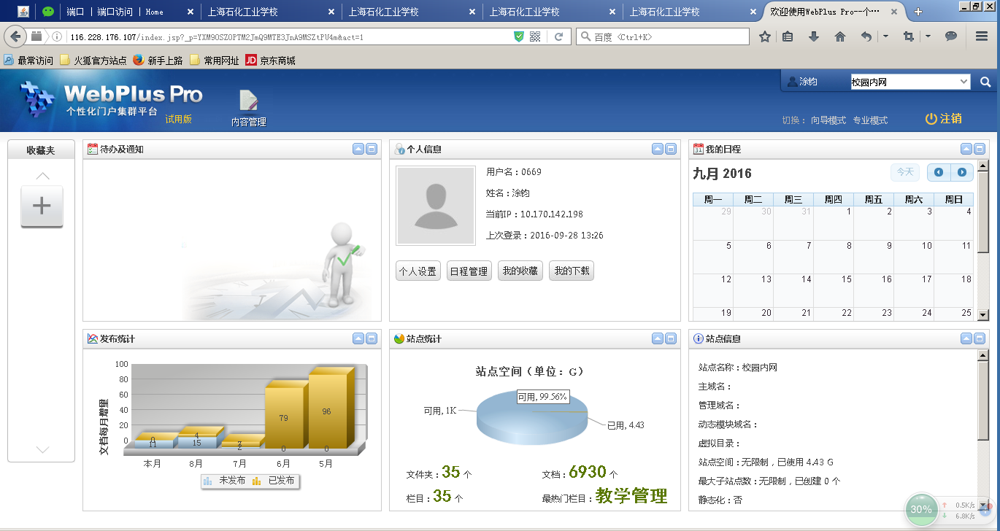 端口 | 端口访问 | Home
上海石化工业学校
上海石化工业学校
上海石化工业学校
上海石化工业学校
欢迎使用WebPlus Pro--个···
116.228.176.107/index.jsp?_p=YXM9OSZOPTM2JmQ9MTE3JnA9MSZtPU4m&act=1
百度 <Ctrl+K>
最常访问 火狐官方站点 新手上路 常用网址 JD 京东商城
WebPlus Pro
个性化门户集群平台 试用版
内容管理
涂钧 校园内网
切换： 向导模式 专业模式 注销
收藏夹
待办及通知
个人信息
用户名：0669
姓名：涂钧
当前IP：10.170.142.198
上次登录：2016-09-28 13:26
个人设置 日程管理 我的收藏 我的下载
我的日程
九月 2016 今天
周一 周二 周三 周四 周五 周六 周日
29 30 31 1 2 3 4
5 6 7 8 9 10 11
12 13 14 15 16 17 18
19 20 21 22 23 24 25
发布统计
文档每月增量
100
80
60
40
20
0
0 4 79 96
11 15 2 0 0
本月 8月 7月 6月 5月
未发布 已发布
站点统计
站点空间（单位：G）
可用, 99.56%
可用, 1K
已用, 4.43
文件夹：35 个 文档：6930 个
栏目：35 个 最热门栏目：教学管理
站点信息
站点名称：校园内网
主域名：
管理域名：
动态模块域名：
虚拟目录：
站点空间：无限制，已使用 4.43 G
最大子站点数：无限制，已创建 0 个
静态化：否
30%
0.5K/s
6.8K/s